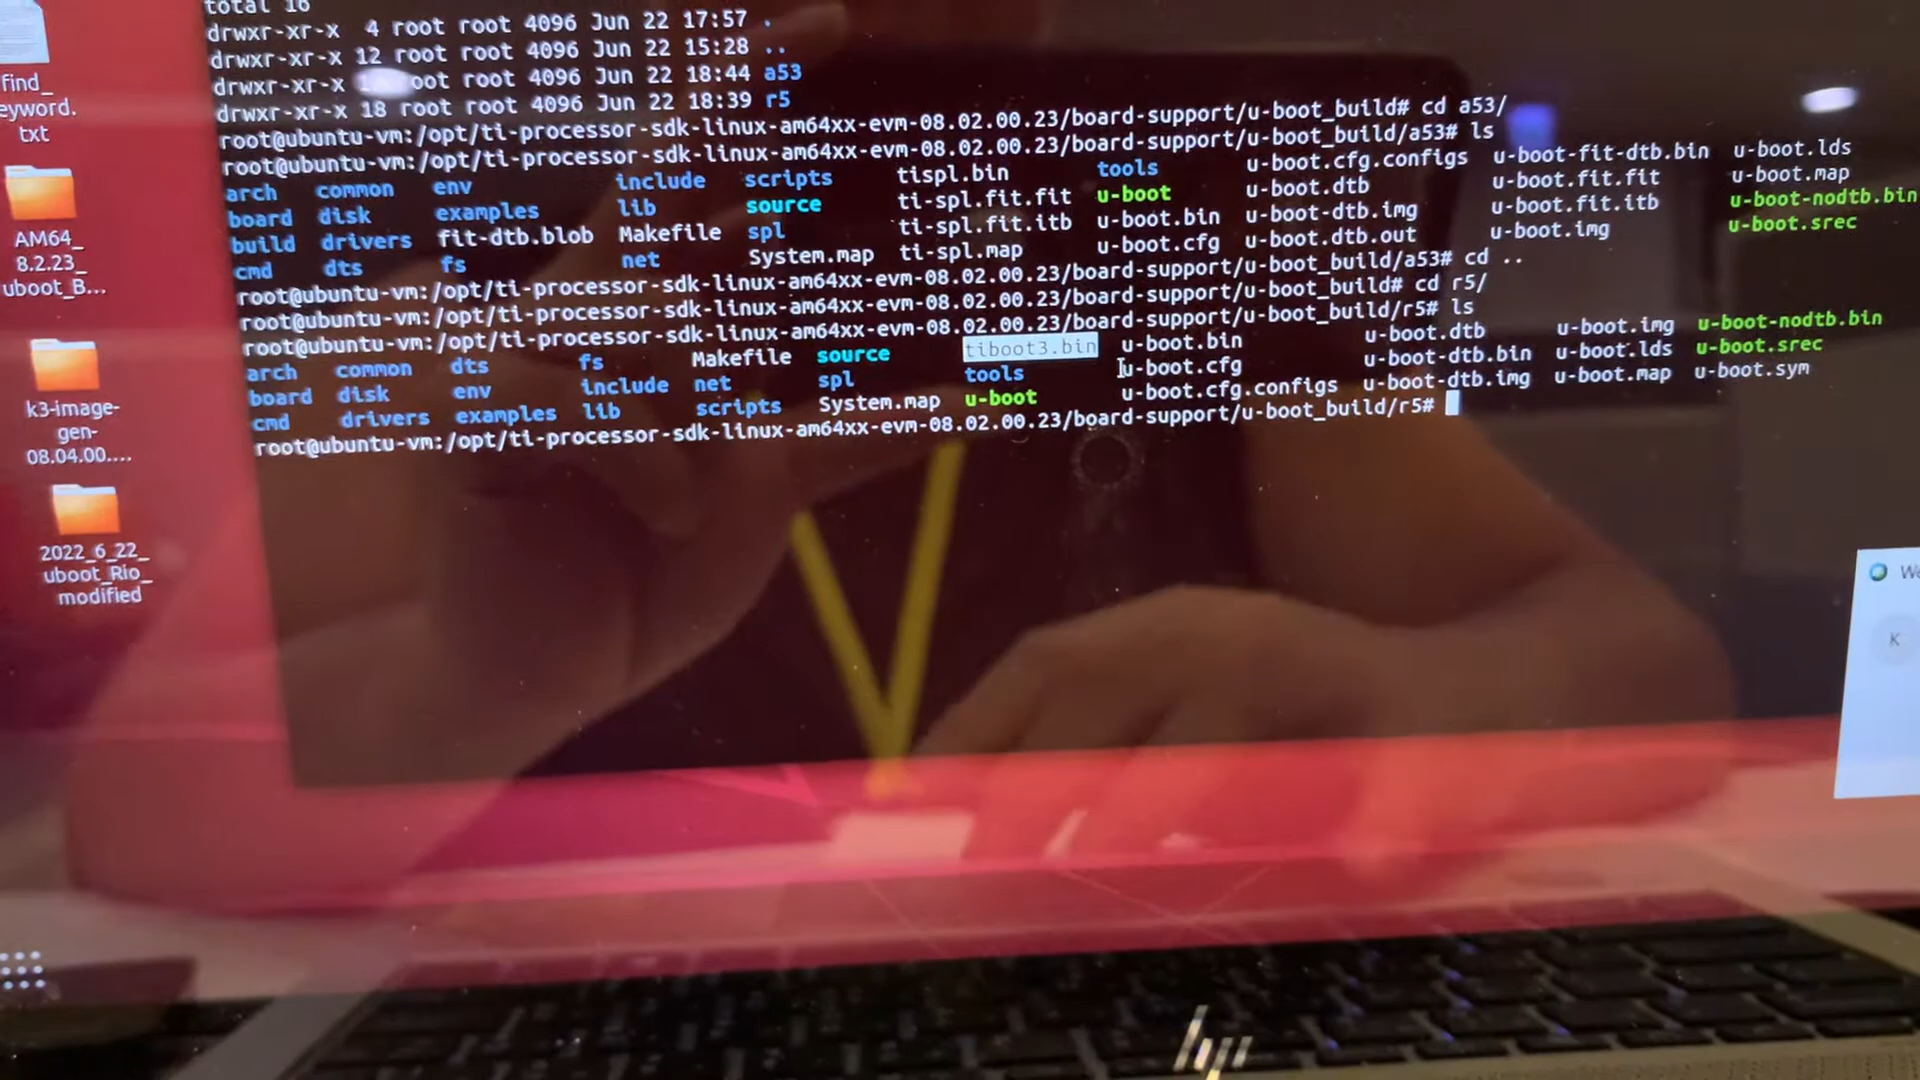 total 16
drwxr-xr-x 4 root root 4096 Jun 22 17:57 .
drwxr-xr-x 12 root root 4096 Jun 22 15:28 ..
drwxr-xr-x root 4096 Jun 22 18:44 a53
drwxr-xr-x 18 root root 4096 Jun 22 18:39 r5
root@ubuntu-vm:/opt/ti-processor-sdk-linux-am64xx-evm-08.02.00.23/board-support/u-boot_build# cd a53/
root@ubuntu-vm:/opt/ti-processor-sdk-linux-am64xx-evm-08.02.00.23/board-support/u-boot_build/a53# ls
arch common env include scripts tispl.bin tools u-boot.cfg.configs u-boot-fit-dtb.bin u-boot.lds
board disk examples lib source ti-spl.fit.fit u-boot u-boot.dtb u-boot.fit.fit u-boot.map
build drivers fit-dtb.blob Makefile spl ti-spl.fit.itb u-boot.bin u-boot-dtb.img u-boot.fit.itb u-boot-nodtb.bin
cmd dts fs net System.map ti-spl.map u-boot.cfg u-boot.dtb.out u-boot.img u-boot.srec
root@ubuntu-vm:/opt/ti-processor-sdk-linux-am64xx-evm-08.02.00.23/board-support/u-boot_build/a53# cd ..
root@ubuntu-vm:/opt/ti-processor-sdk-linux-am64xx-evm-08.02.00.23/board-support/u-boot_build# cd r5/
root@ubuntu-vm:/opt/ti-processor-sdk-linux-am64xx-evm-08.02.00.23/board-support/u-boot_build/r5# ls
arch common dts fs Makefile source tiboot3.bin u-boot.bin u-boot.dtb u-boot.img u-boot-nodtb.bin
board disk env include net spl tools u-boot.cfg u-boot-dtb.bin u-boot.lds u-boot.srec
cmd drivers examples lib scripts System.map u-boot u-boot.cfg.configs u-boot-dtb.img u-boot.map u-boot.sym
root@ubuntu-vm:/opt/ti-processor-sdk-linux-am64xx-evm-08.02.00.23/board-support/u-boot_build/r5#
find_
eyword.
txt
AM64_
8.2.23_
uboot_B...
k3-image-
gen-
08.04.00....
2022_6_22_
uboot_Rio_
modified
K
hp